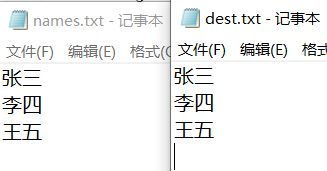 names.txt - 记事本
文件(F) 编辑(E) 格式(
张三
李四
王五
dest.txt - 记事本
文件(F) 编辑(E) 格式
张三
李四
王五